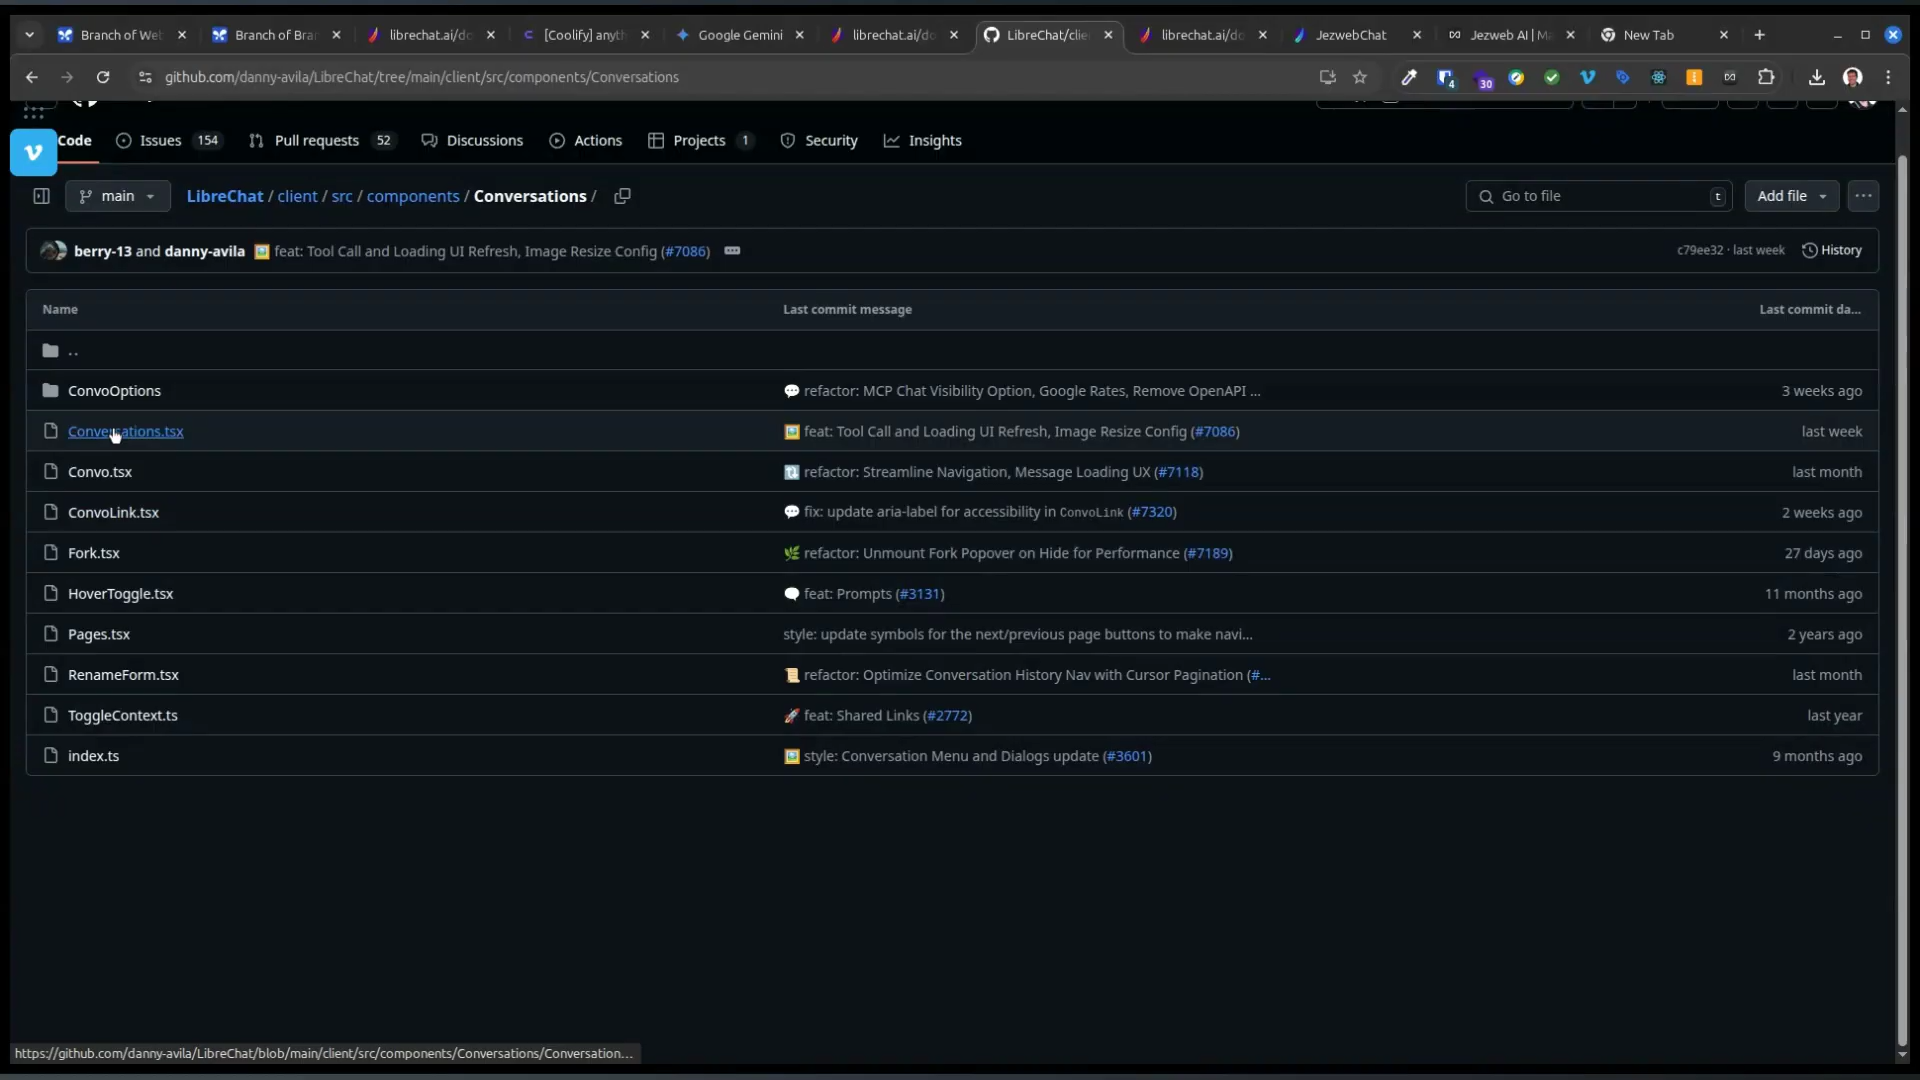 Branch of Web
Branch of Bran
librechat.ai/do
[Coolify] anyth
Google Gemini
librechat.ai/do
LibreChat/clie
librechat.ai/do
JezwebChat
Jezweb AI | Ma
New Tab
github.com/danny-avila/LibreChat/tree/main/client/src/components/Conversations
4
30
Code
Issues 154
Pull requests 52
Discussions
Actions
Projects 1
Security
Insights
main
LibreChat / client / src / components / Conversations /
Go to file
t
Add file
berry-13 and danny-avila feat: Tool Call and Loading UI Refresh, Image Resize Config (#7086)
c79ee32 · last week
History
Name Last commit message Last commit da...
..
ConvoOptions refactor: MCP Chat Visibility Option, Google Rates, Remove OpenAPI ... 3 weeks ago
Conversations.tsx feat: Tool Call and Loading UI Refresh, Image Resize Config (#7086) last week
Convo.tsx refactor: Streamline Navigation, Message Loading UX (#7118) last month
ConvoLink.tsx fix: update aria-label for accessibility in ConvoLink (#7320) 2 weeks ago
Fork.tsx refactor: Unmount Fork Popover on Hide for Performance (#7189) 27 days ago
HoverToggle.tsx feat: Prompts (#3131) 11 months ago
Pages.tsx style: update symbols for the next/previous page buttons to make navi... 2 years ago
RenameForm.tsx refactor: Optimize Conversation History Nav with Cursor Pagination (#... last month
ToggleContext.ts feat: Shared Links (#2772) last year
index.ts style: Conversation Menu and Dialogs update (#3601) 9 months ago
https://github.com/danny-avila/LibreChat/blob/main/client/src/components/Conversations/Conversation...